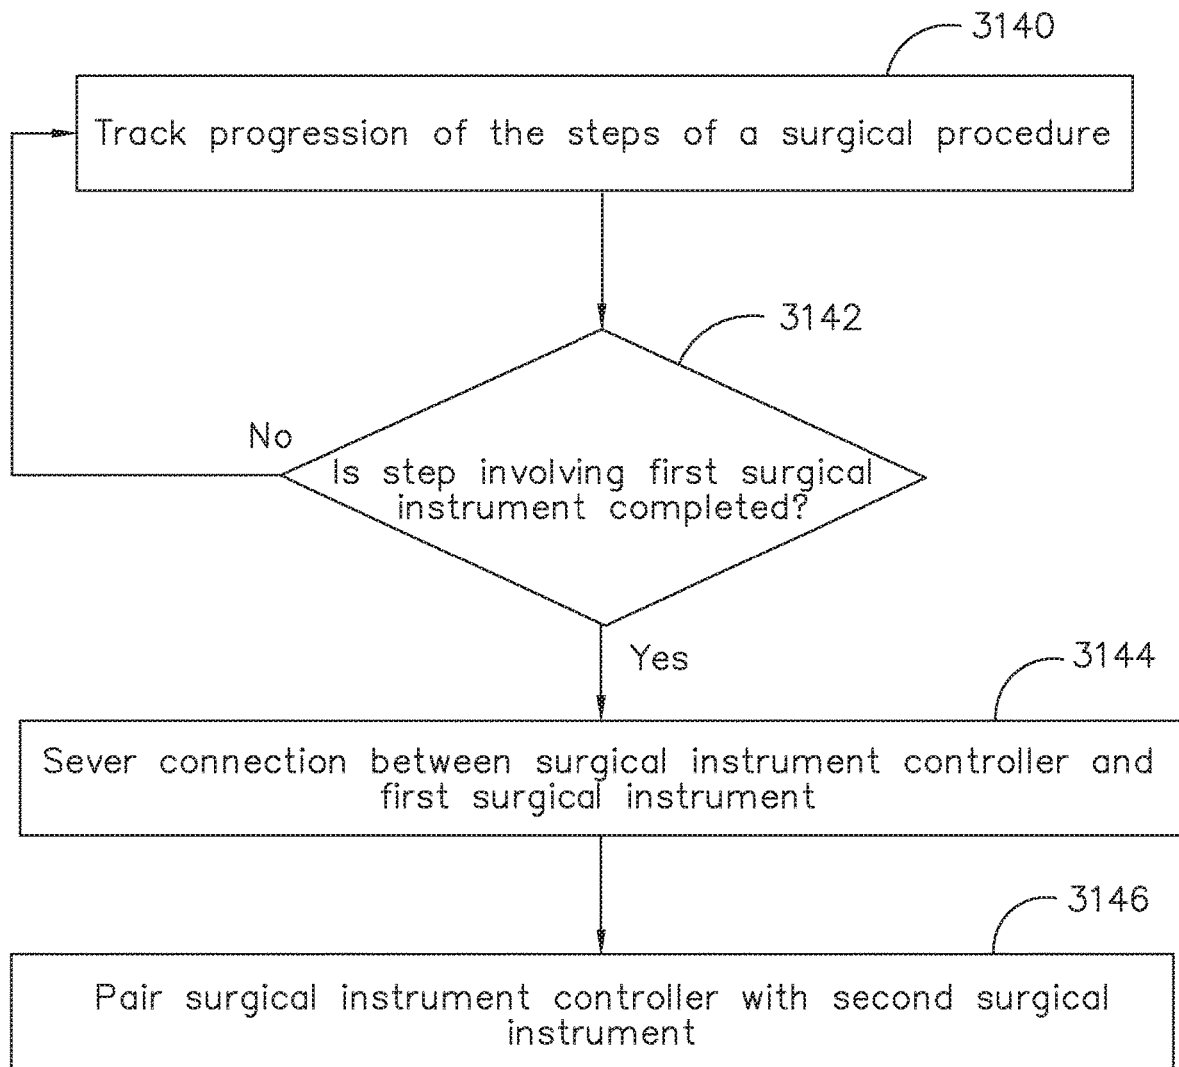 3140
Track progression of the steps of a surgical procedure
3142
No
Is step involving first surgical
instrument completed?
Yes
3144
Sever connection between surgical instrument controller and
first surgical instrument
3146
Pair surgical instrument controller with second surgical
instrument